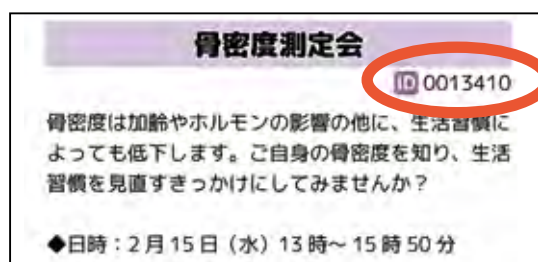 骨密度測定会
ID 0013410
骨密度は加齢やホルモンの影響の他に、生活習慣に
よっても低下します。ご自身の骨密度を知り、生活
習慣を見直すきっかけにしてみませんか？
◆日時：2月15日（水）13時～15時50分